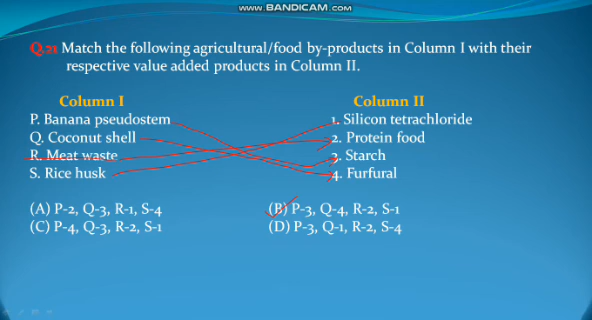 www.BANDICAM.com
Q.21 Match the following agricultural/food by-products in Column I with their
respective value added products in Column II.
Column I Column II
P. Banana pseudostem 1. Silicon tetrachloride
Q. Coconut shell 2. Protein food
R. Meat waste 3. Starch
S. Rice husk 4. Furfural
(A) P-2, Q-3, R-1, S-4 (B) P-3, Q-4, R-2, S-1
(C) P-4, Q-3, R-2, S-1 (D) P-3, Q-1, R-2, S-4